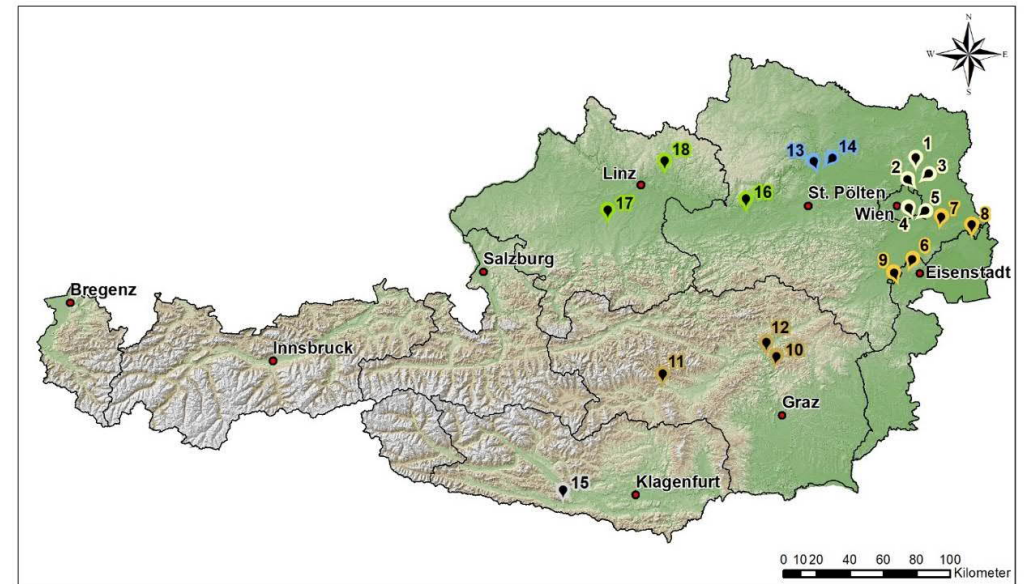 N
W E
S
1
13 14
18
2 3
Linz
16
St. Pölten
5
17
Wien
4
7
8
6
9
Salzburg
Eisenstadt
Bregenz
12
Innsbruck
10
11
Graz
15
Klagenfurt
0 10 20 40 60 80 100
Kilometer